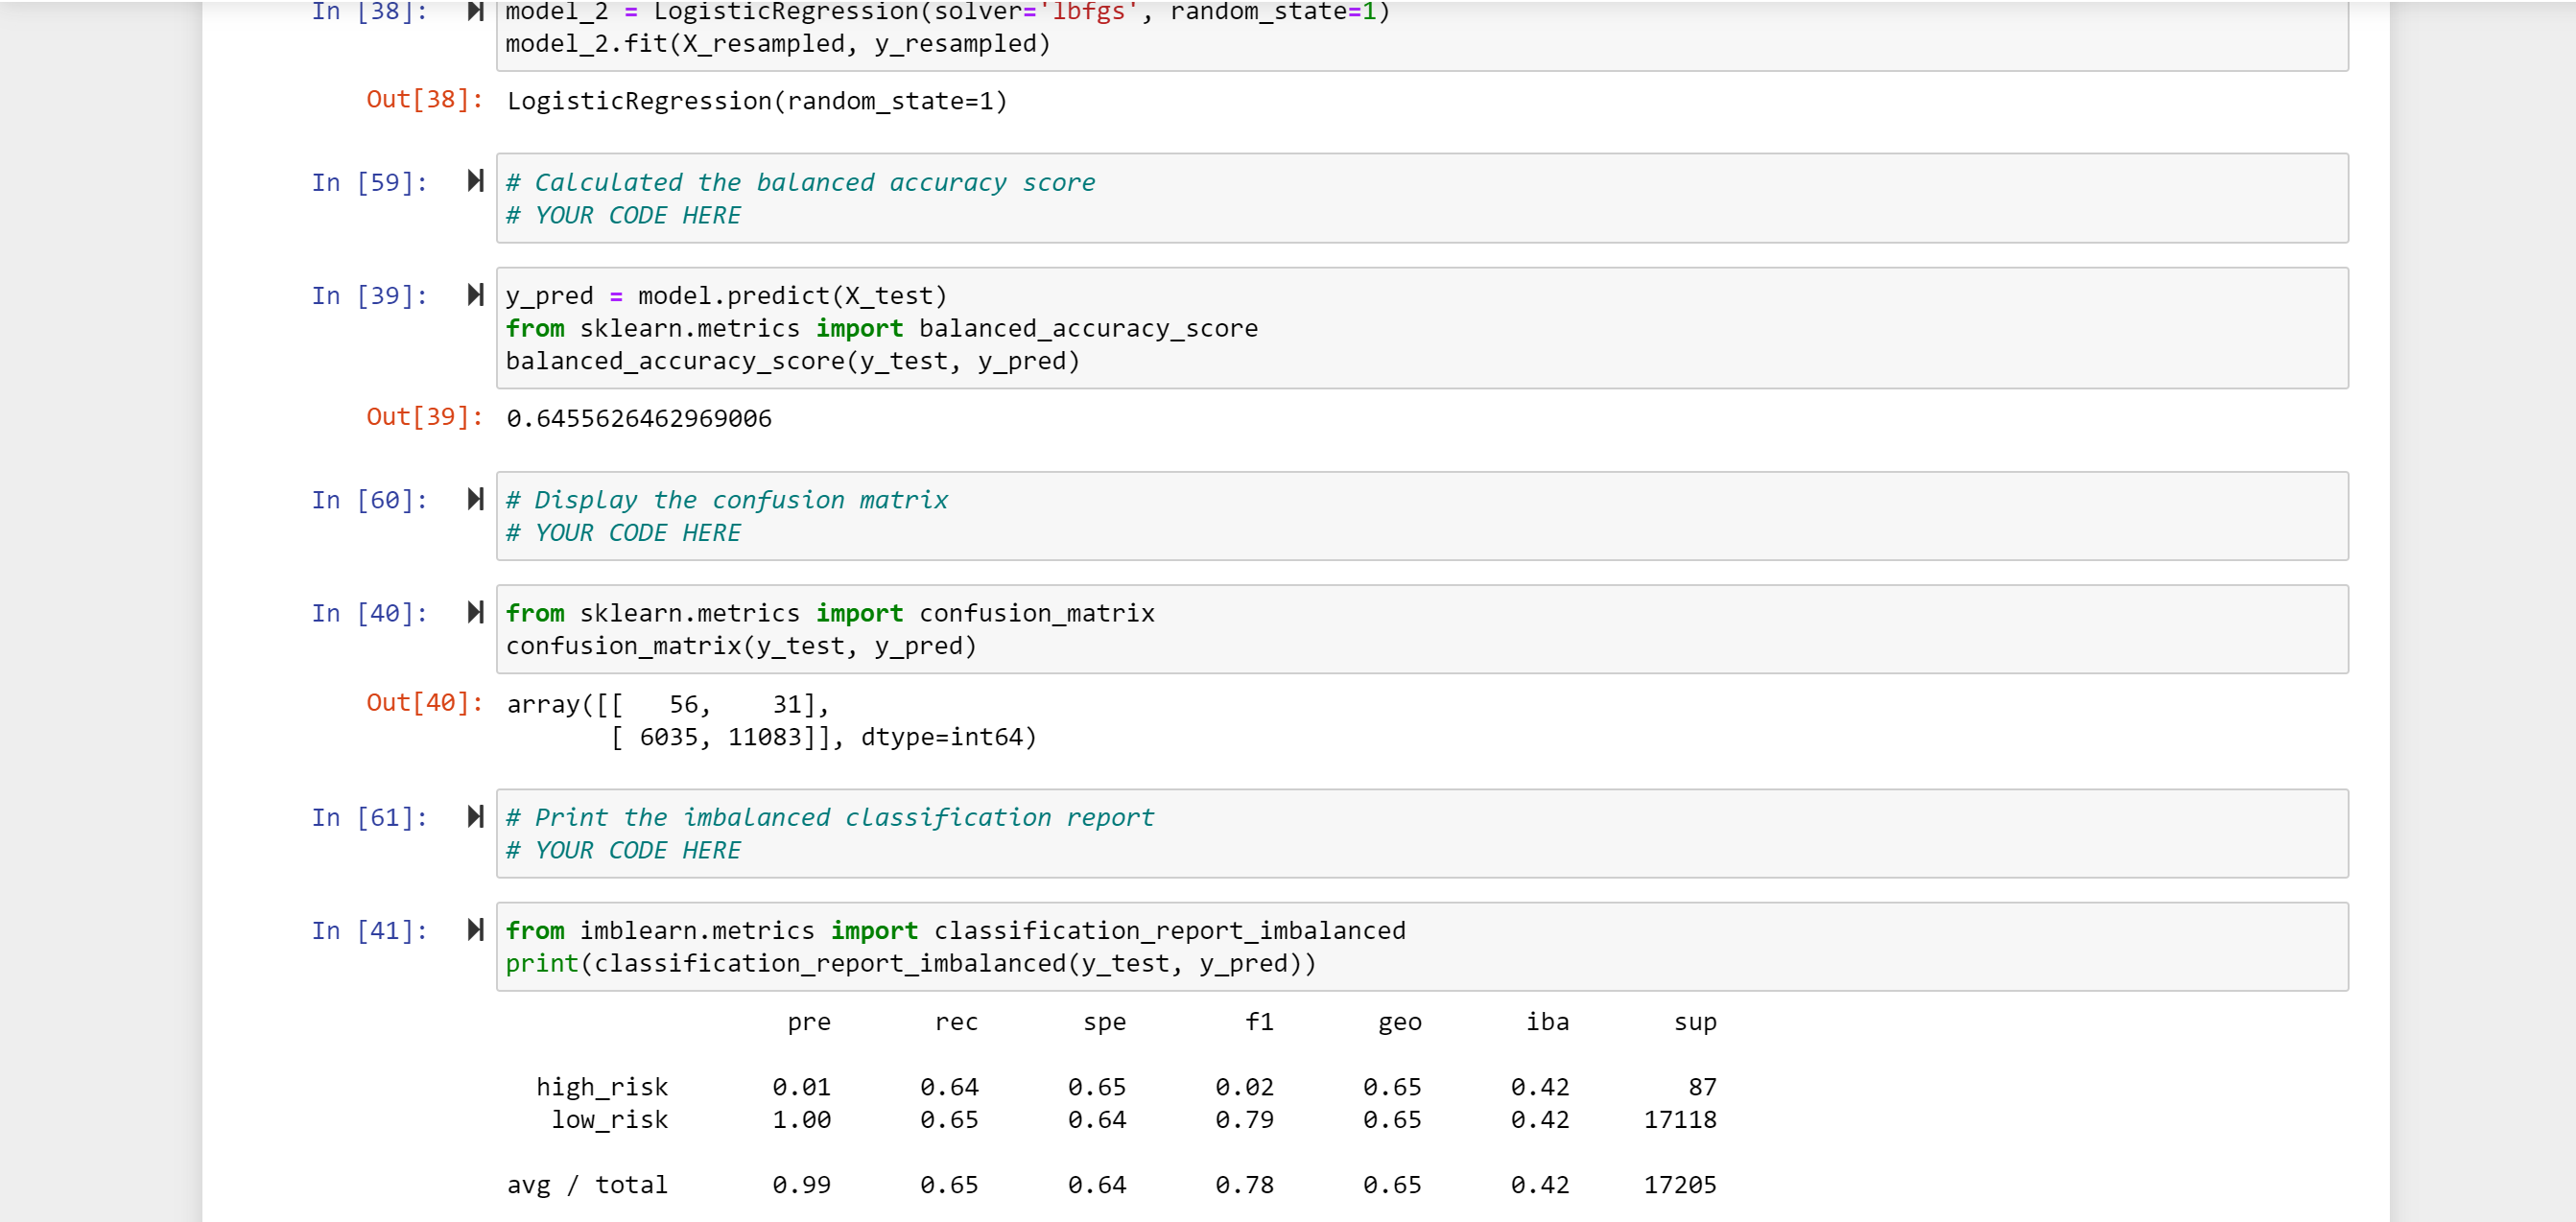 In [38]: model_2 = LogisticRegression(solver='lbfgs', random_state=1)
model_2.fit(X_resampled, y_resampled)
Out[38]: LogisticRegression(random_state=1)
In [59]: # Calculated the balanced accuracy score
# YOUR CODE HERE
In [39]: y_pred = model.predict(X_test)
from sklearn.metrics import balanced_accuracy_score
balanced_accuracy_score(y_test, y_pred)
Out[39]: 0.6455626462969006
In [60]: # Display the confusion matrix
# YOUR CODE HERE
In [40]: from sklearn.metrics import confusion_matrix
confusion_matrix(y_test, y_pred)
Out[40]: array([[   56,    31],
       [ 6035, 11083]], dtype=int64)
In [61]: # Print the imbalanced classification report
# YOUR CODE HERE
In [41]: from imblearn.metrics import classification_report_imbalanced
print(classification_report_imbalanced(y_test, y_pred))
pre       rec       spe        f1       geo       iba       sup
high_risk       0.01      0.64      0.65      0.02      0.65      0.42        87
low_risk       1.00      0.65      0.64      0.79      0.65      0.42     17118
avg / total       0.99      0.65      0.64      0.78      0.65      0.42     17205